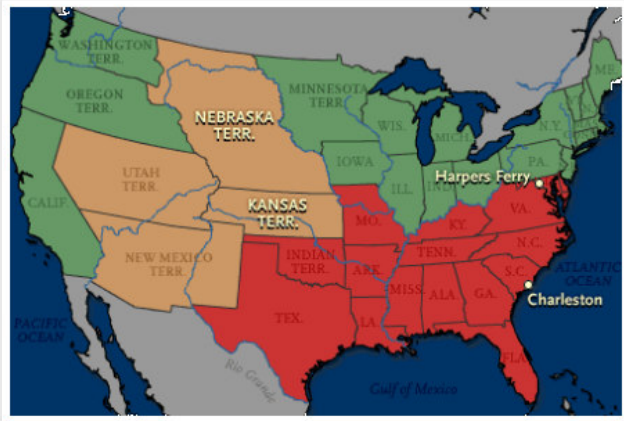 WASHINGTON
TERR.
OREGON
TERR.
NEBRASKA
TERR.
MINNESOTA
TERR.
WIS.
MICH.
N.Y.
ME.
IOWA
ILL.
PA.
UTAH
TERR.
CALIF.
KANSAS
TERR.
Harpers Ferry
MO.
KY.
VA.
NEW MEXICO
TERR.
INDIAN
TERR.
ARK.
TENN.
N.C.
S.C.
ATLANTIC
OCEAN
Charleston
TEX.
LA.
MISS.
ALA.
GA.
FLA.
PACIFIC
OCEAN
Rio Grande
Gulf of Mexico